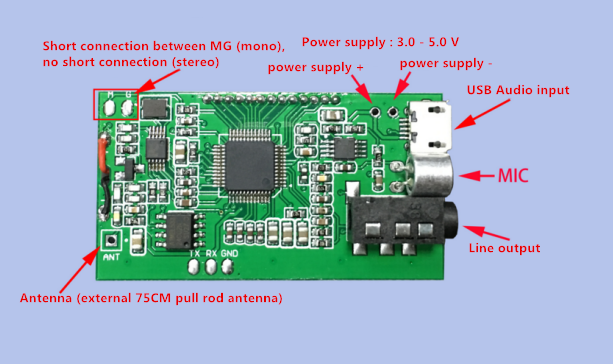 Short connection between MG (mono),
no short connection (stereo)
Power supply : 3.0 - 5.0 V
power supply +
power supply -
USB Audio input
M G
MIC
Line output
ANT
TX RX GND
Antenna (external 75CM pull rod antenna)